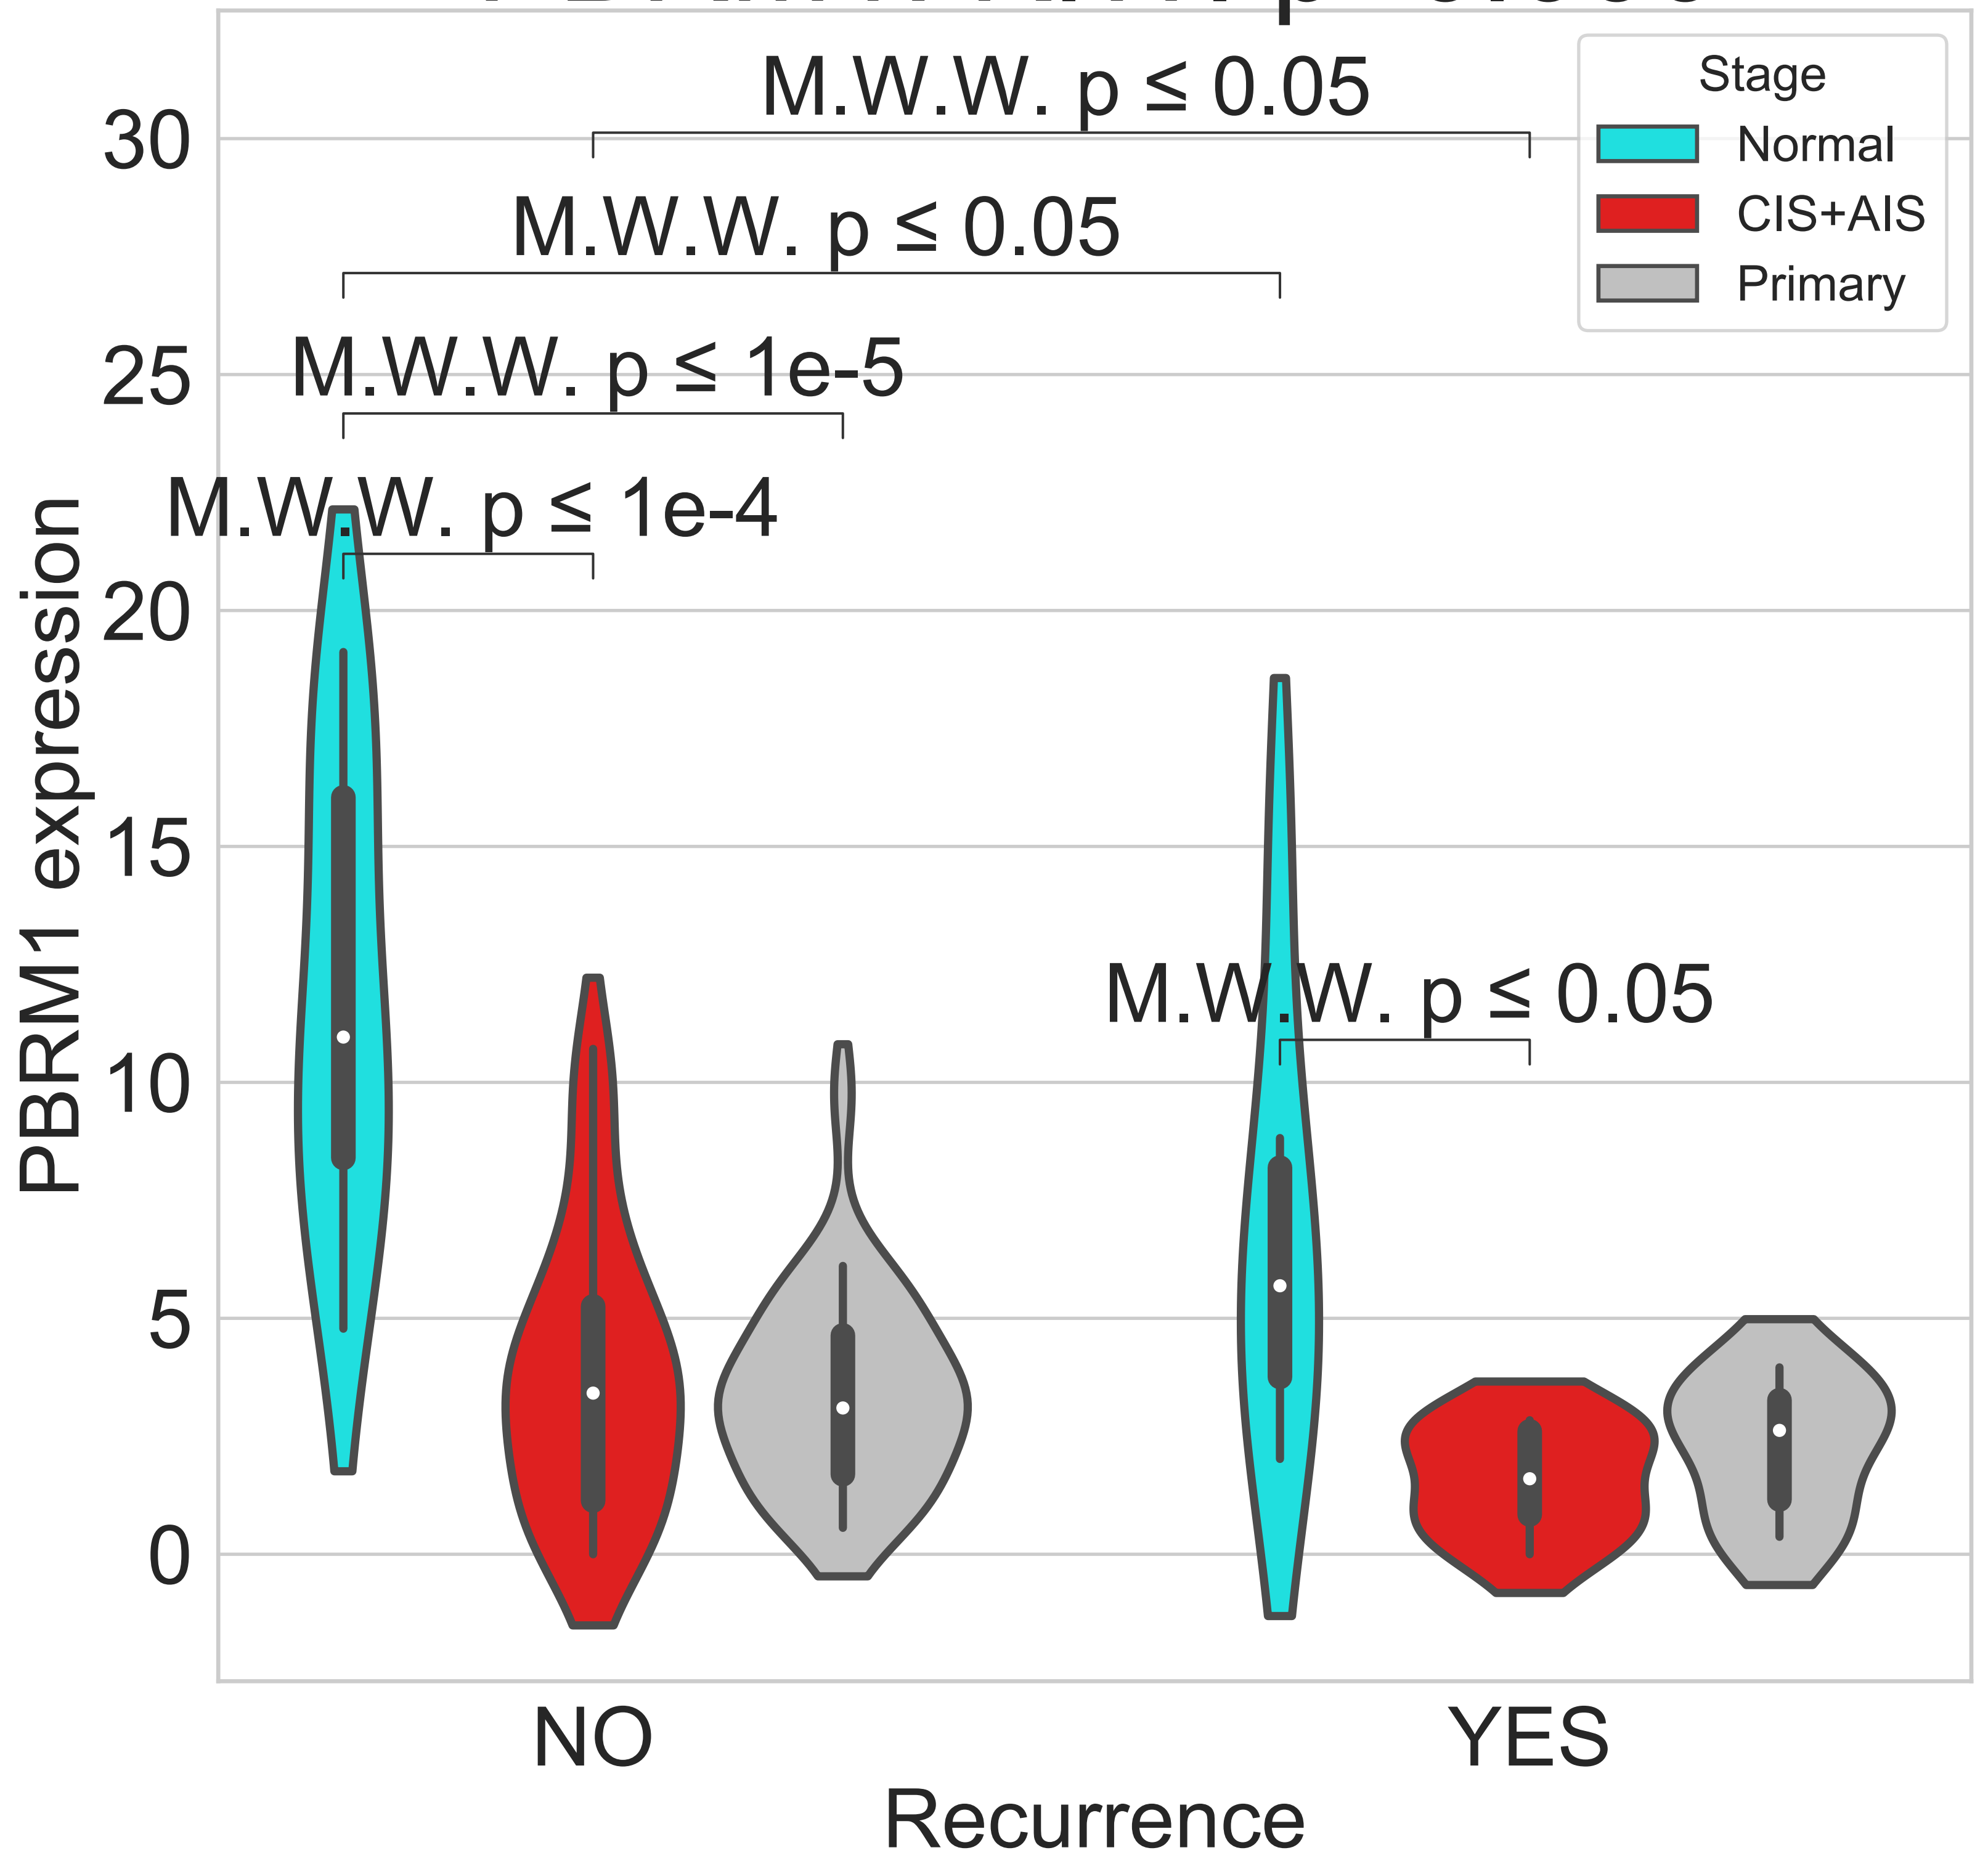 M.W.W. p ≤ 0.05
Stage
Normal
CIS+AIS
Primary
M.W.W. p ≤ 0.05
M.W.W. p ≤ 1e-5
M.W.W. p ≤ 1e-4
M.W.W. p ≤ 0.05
30
25
20
15
10
5
0
PBRM1 expression
NO
YES
Recurrence